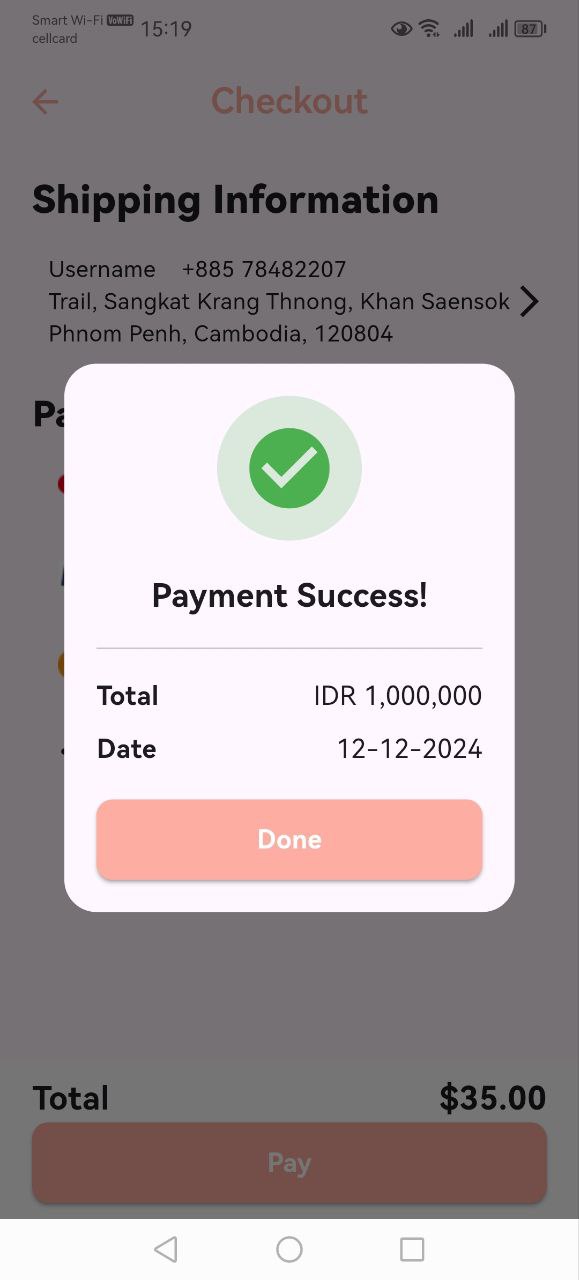 Smart Wi-Fi VoWiFi
cellcard
15:19
87
Checkout
Shipping Information
Username +885 78482207
Trail, Sangkat Krang Thnong, Khan Saensok
Phnom Penh, Cambodia, 120804
Payment Success!
Total IDR 1,000,000
Date 12-12-2024
Done
Total $35.00
Pay